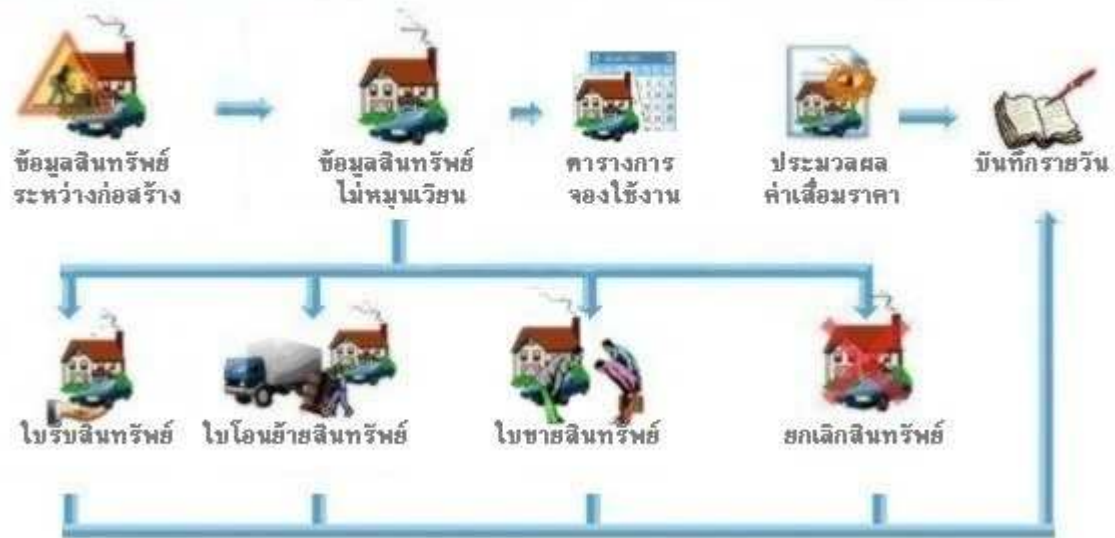 ข้อมูลสินทรัพย์
ระหว่างก่อสร้าง
ข้อมูลสินทรัพย์
ไม่หมุนเวียน
ตารางการ
จองใช้งาน
ประมวลผล
ค่าเสื่อมราคา
บันทึกรายวัน
ใบรับสินทรัพย์
ใบโอนย้ายสินทรัพย์
ใบขายสินทรัพย์
ยกเลิกสินทรัพย์